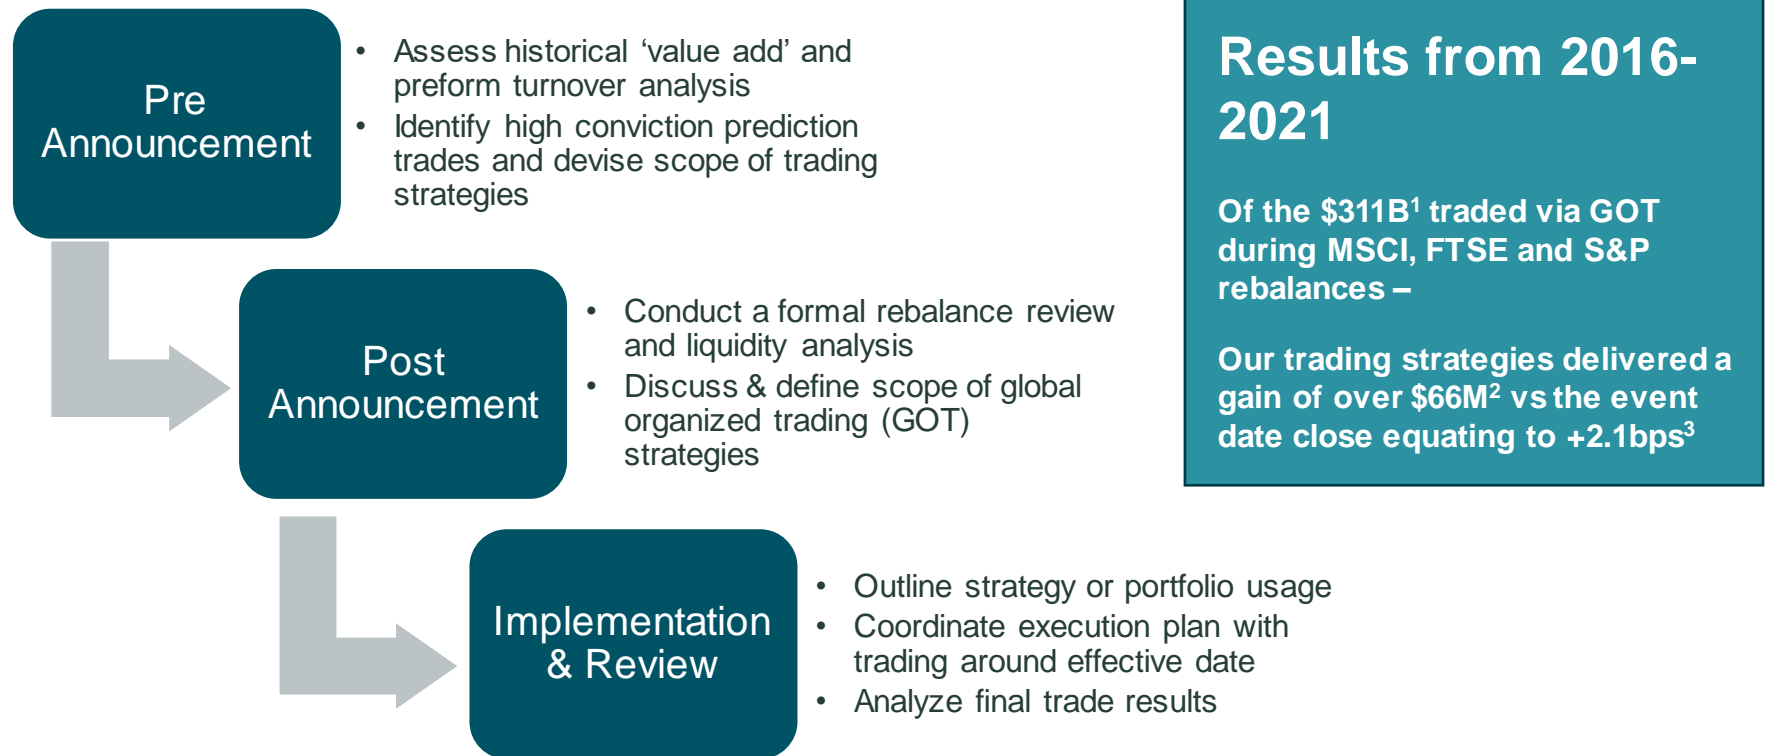 Pre
Announcement
• Assess historical ‘value add’ and
preform turnover analysis
• Identify high conviction prediction
trades and devise scope of trading
strategies
Post
Announcement
• Conduct a formal rebalance review
and liquidity analysis
• Discuss & define scope of global
organized trading (GOT)
strategies
Implementation
& Review
• Outline strategy or portfolio usage
• Coordinate execution plan with
trading around effective date
• Analyze final trade results
Results from 2016-
2021
Of the $311B¹ traded via GOT
during MSCI, FTSE and S&P
rebalances –
Our trading strategies delivered a
gain of over $66M² vs the event
date close equating to +2.1bps³